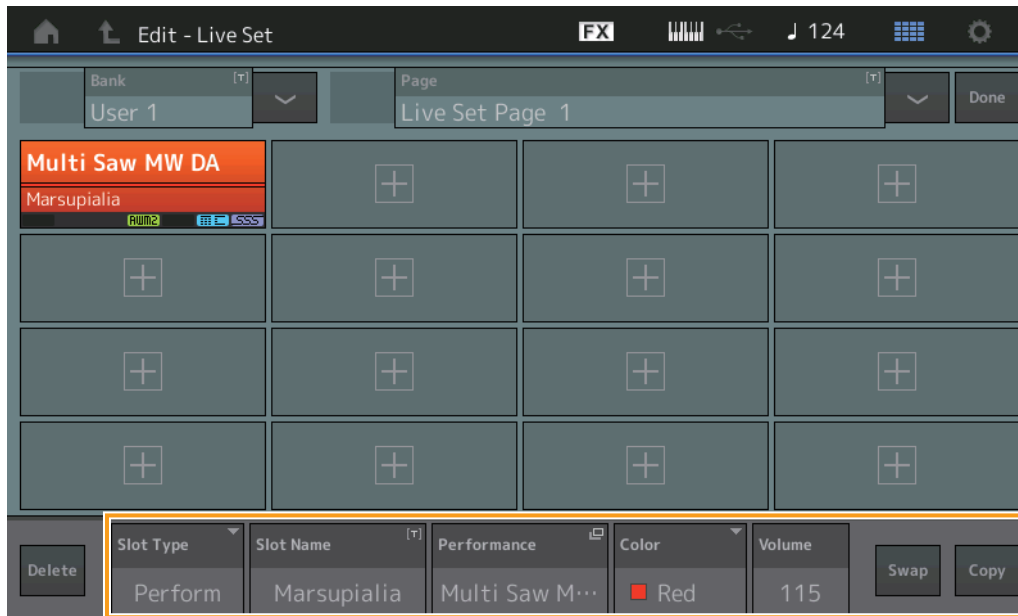 Edit - Live Set
FX
♩ 124
Bank [T]
User 1
Page [T]
Live Set Page 1
Done
Multi Saw MW DA
Marsupialia
AWM2
SSS
Delete
Slot Type
Perform
Slot Name [T]
Marsupialia
Performance
Multi Saw M···
Color
Red
Volume
115
Swap
Copy